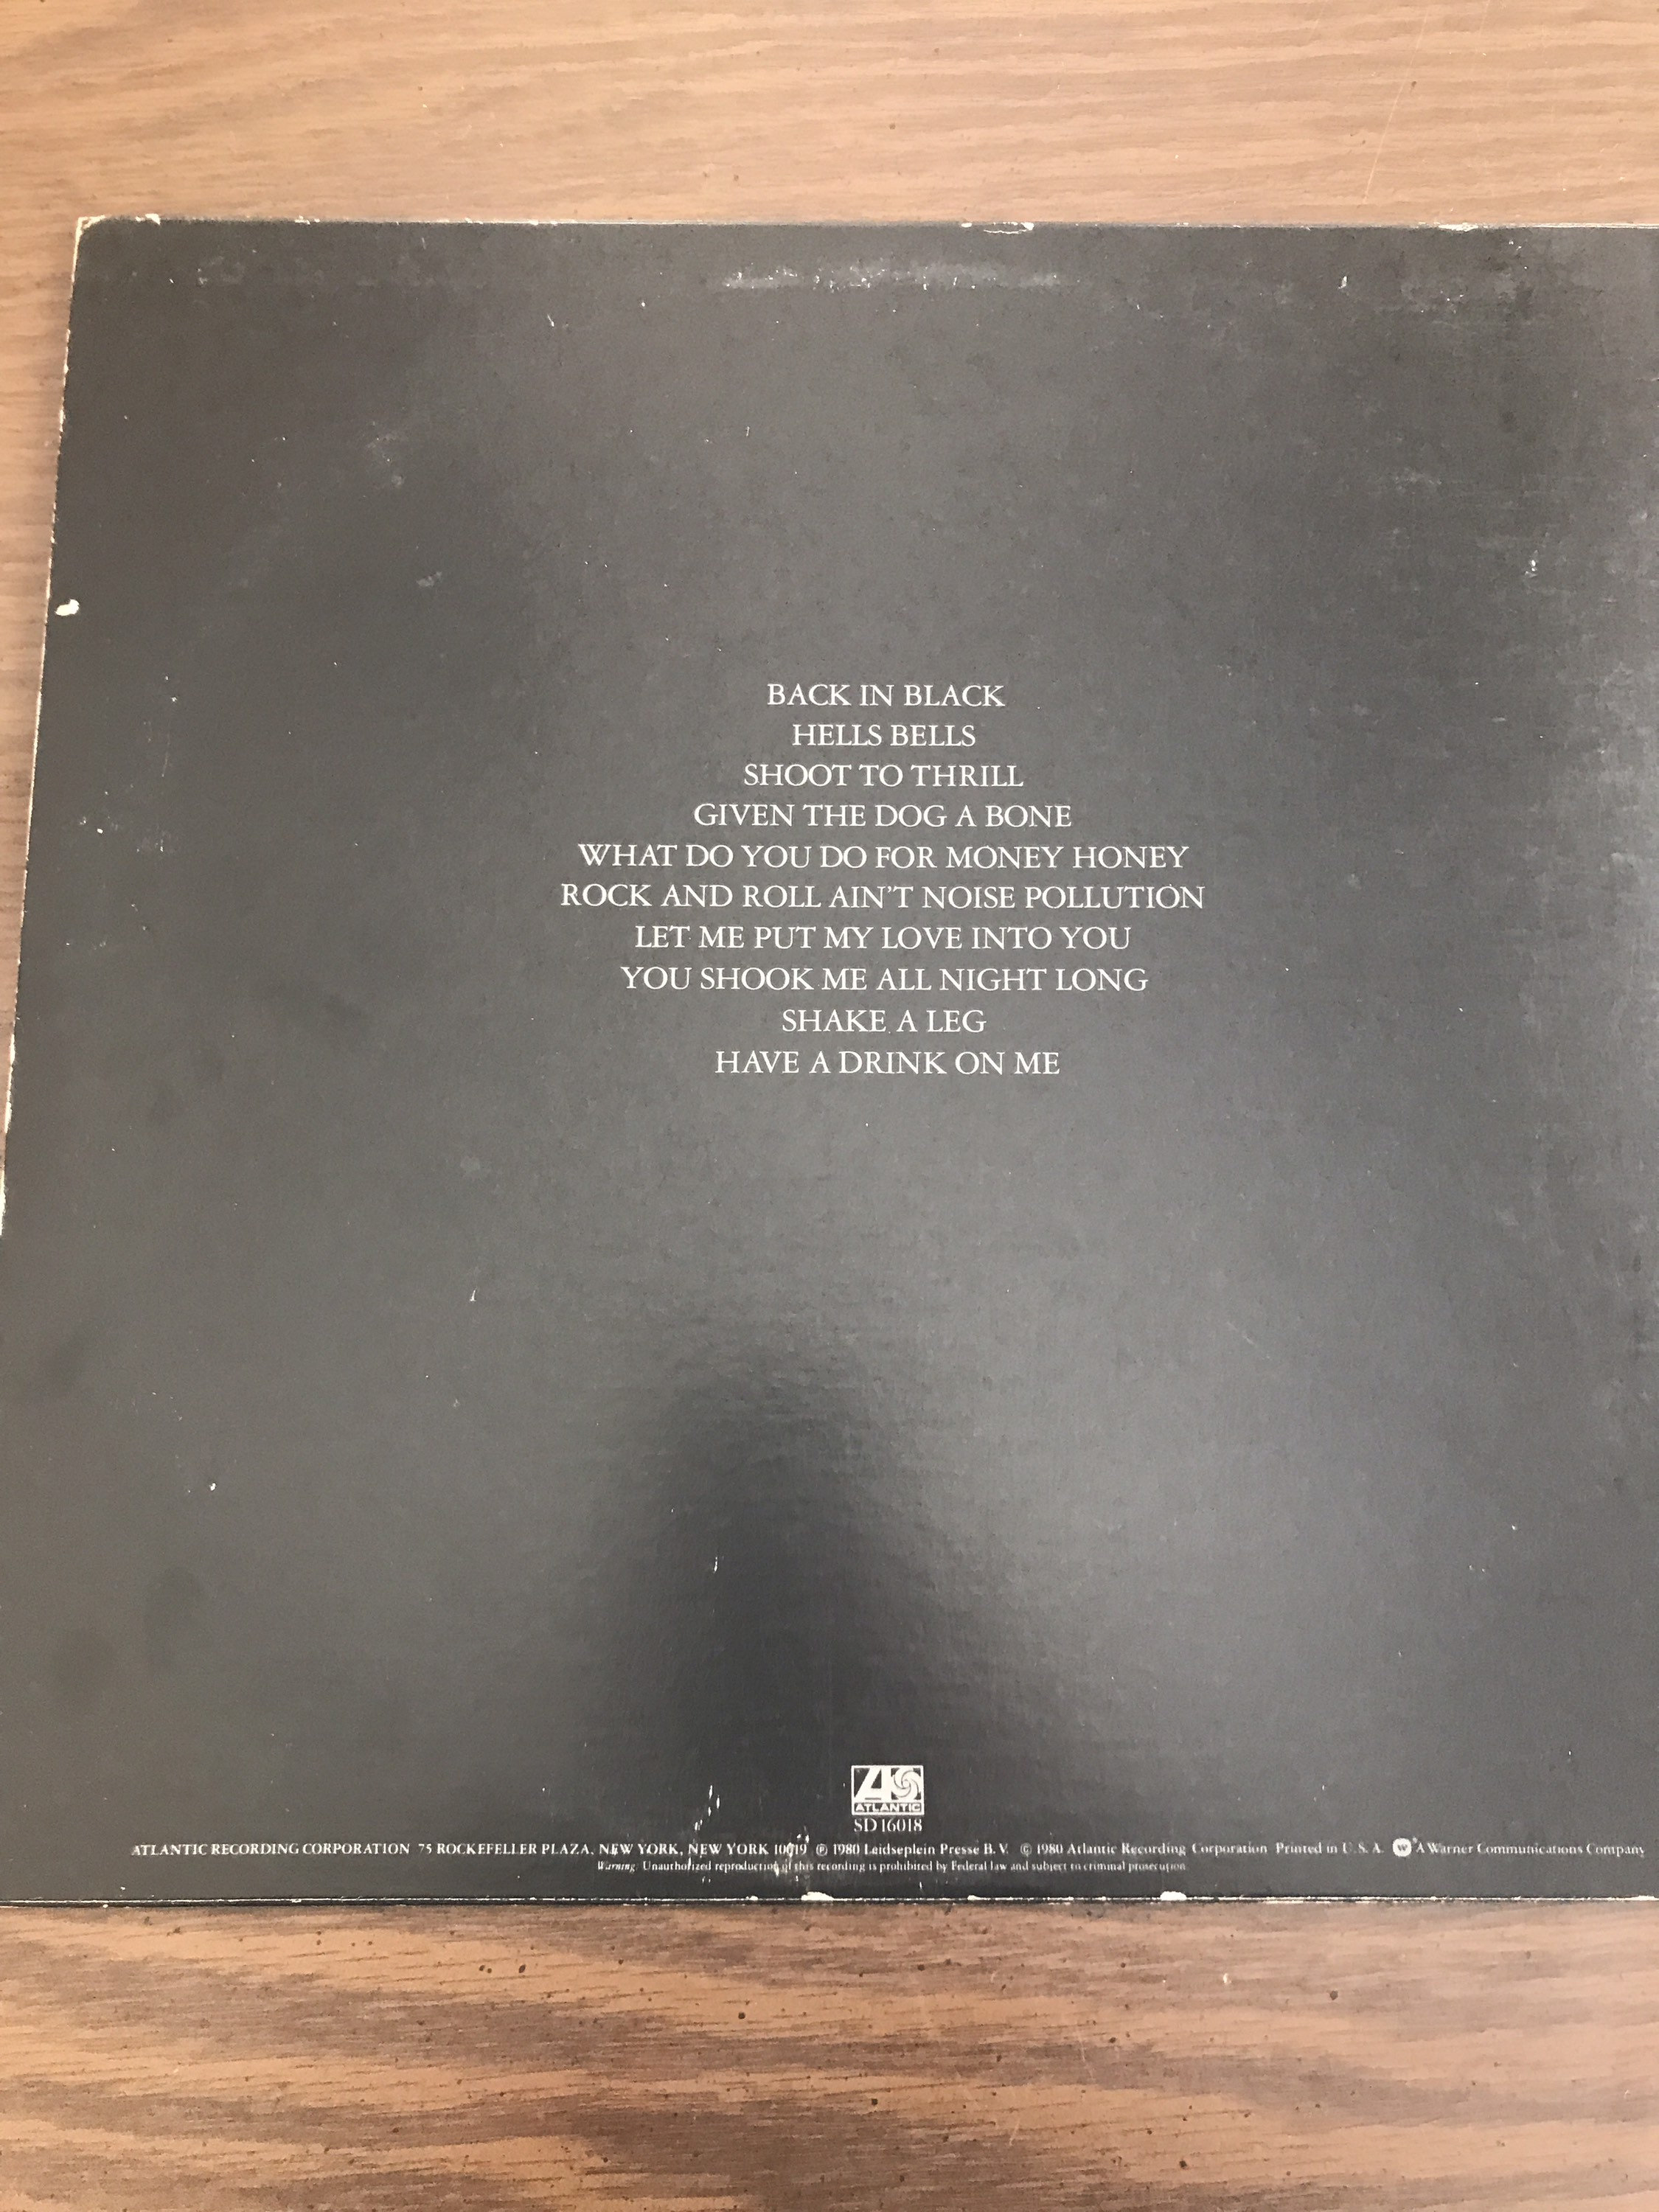 BACK IN BLACK
HELLS BELLS
SHOOT TO THRILL
GIVEN THE DOG A BONE
WHAT DO YOU DO FOR MONEY HONEY
ROCK AND ROLL AIN'T NOISE POLLUTION
LET ME PUT MY LOVE INTO YOU
YOU SHOOK ME ALL NIGHT LONG
SHAKE A LEG
HAVE A DRINK ON ME
ATLANTIC
SD 16018
ATLANTIC RECORDING CORPORATION 75 ROCKEFELLER PLAZA, NEW YORK, NEW YORK 10019 ℗ 1980 Leidseplein Presse B.V. © 1980 Atlantic Recording Corporation Printed in U.S.A. W ® A Warner Communications Company
Warning: Unauthorized reproduction of this recording is prohibited by Federal law and subject to criminal prosecution.